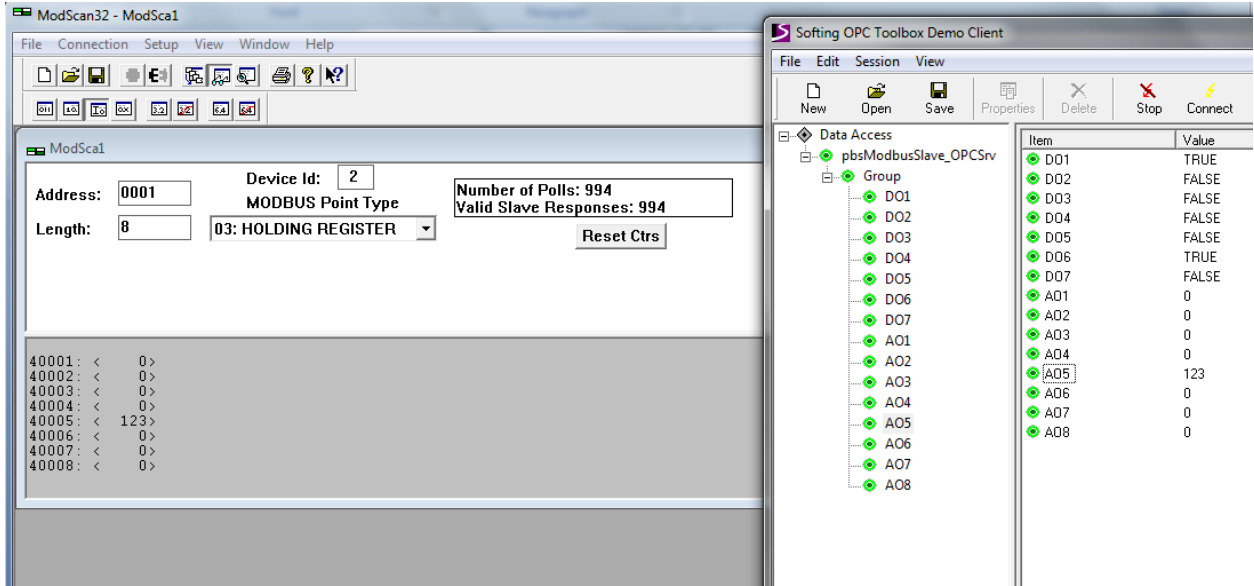 ModScan32 - ModSca1
File Connection Setup View Window Help
ModSca1
Address: 0001
Device Id: 2
MODBUS Point Type
Length: 8
03: HOLDING REGISTER
Number of Polls: 994
Valid Slave Responses: 994
Reset Ctrs
40001: < 0>
40002: < 0>
40003: < 0>
40004: < 0>
40005: < 123>
40006: < 0>
40007: < 0>
40008: < 0>
Softing OPC Toolbox Demo Client
File Edit Session View
New Open Save Properties Delete Stop Connect
Data Access
pbsModbusSlave_OPCSrv
Group
DO1
DO2
DO3
DO4
DO5
DO6
DO7
AO1
AO2
AO3
AO4
AO5
AO6
AO7
AO8
Item Value
DO1 TRUE
DO2 FALSE
DO3 FALSE
DO4 FALSE
DO5 FALSE
DO6 TRUE
DO7 FALSE
AO1 0
AO2 0
AO3 0
AO4 0
AO5 123
AO6 0
AO7 0
AO8 0